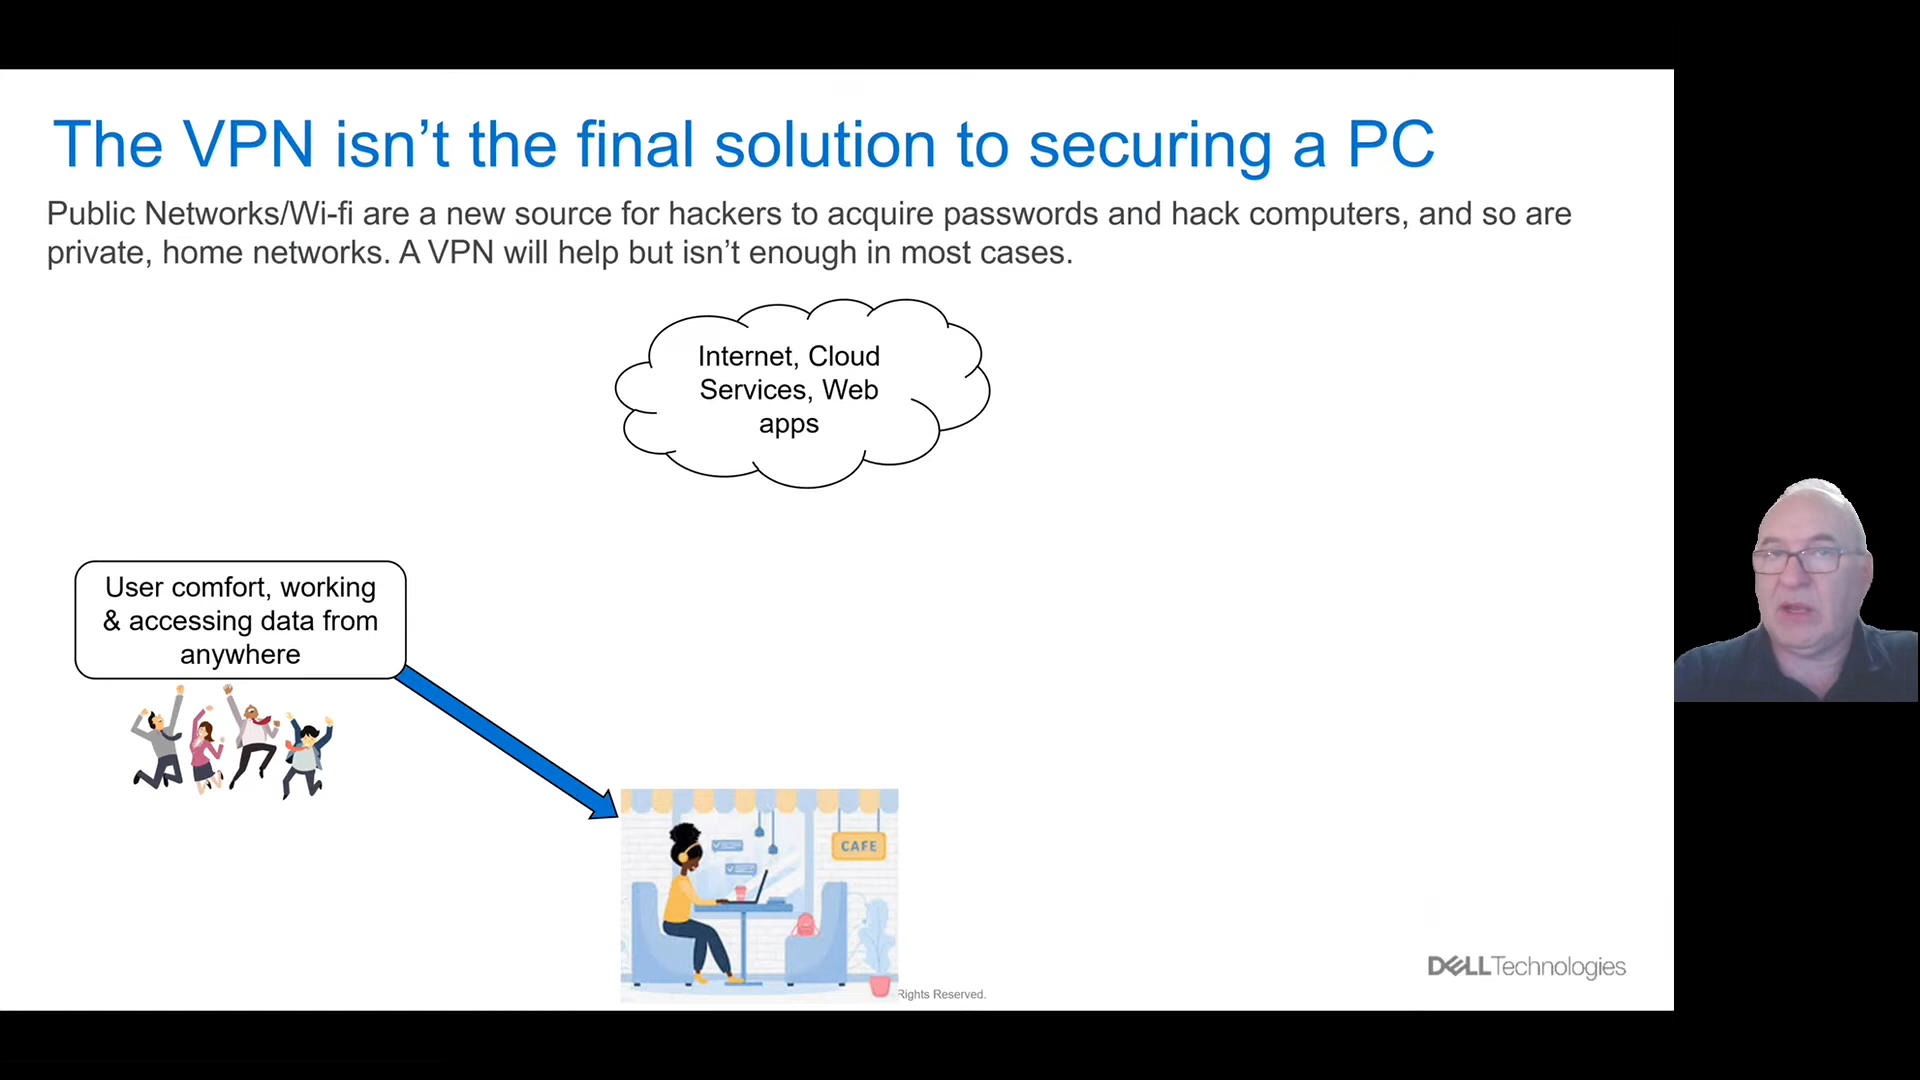 The VPN isn’t the final solution to securing a PC
Public Networks/Wi-fi are a new source for hackers to acquire passwords and hack computers, and so are
private, home networks. A VPN will help but isn’t enough in most cases.
Internet, Cloud
Services, Web
apps
User comfort, working
& accessing data from
anywhere
CAFE
DELLTechnologies
Rights Reserved.